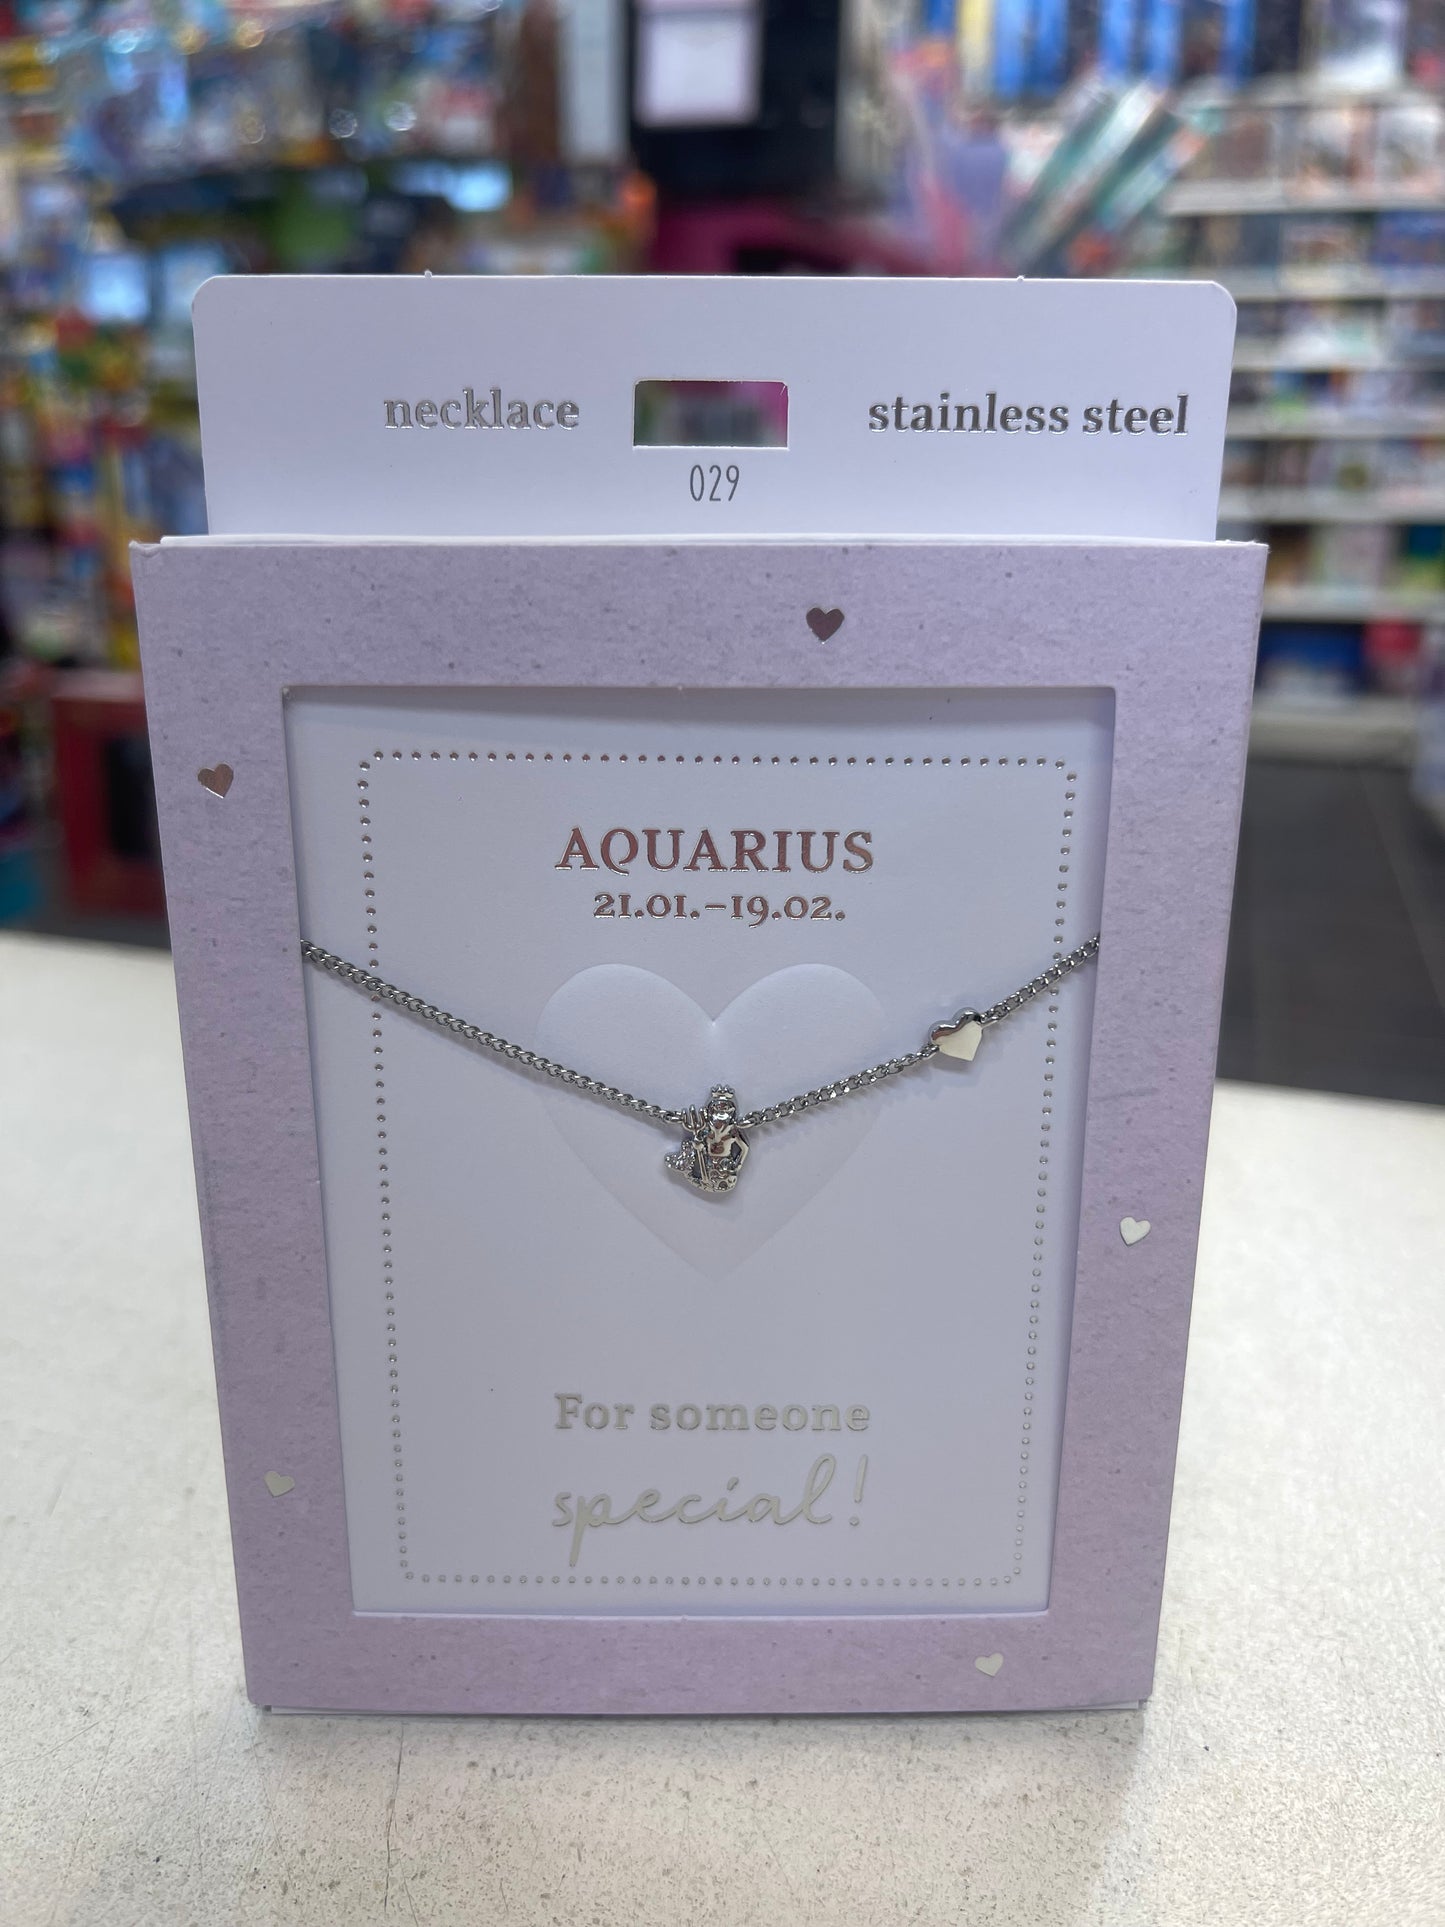 necklace
stainless steel
029
AQUARIUS
21.01.–19.02.
For someone
special!